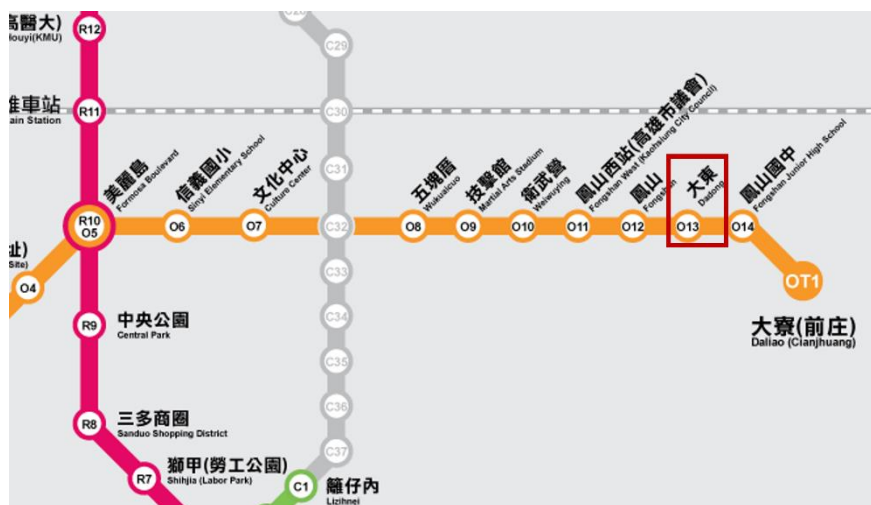 高醫大)
Houyi(KMU)
R12
C28
C29
雄車站
ain Station
R11
C30
C31
美麗島
Formosa Boulevard
信義國小
Sinyi Elementary School
文化中心
Culture Center
五塊厝
Wukuaicuo
技擊館
Martial Arts Stadium
衛武營
Weiwuying
鳳山西站(高雄市議會)
Fongshan West (Kaohsiung City Council)
鳳山
Fongshan
大東
Dadong
鳳山國中
Fongshan Junior High School
R10
O5
O6
O7
C32
O8
O9
O10
O11
O12
O13
O14
址)
Site)
O4
C33
OT1
大寮(前庄)
Daliao (Cianjhuang)
R9
中央公園
Central Park
C34
C35
C36
R8
三多商圈
Sanduo Shopping District
C37
R7
獅甲(勞工公園)
Shihjia (Labor Park)
C1
籬仔內
Lizihnei